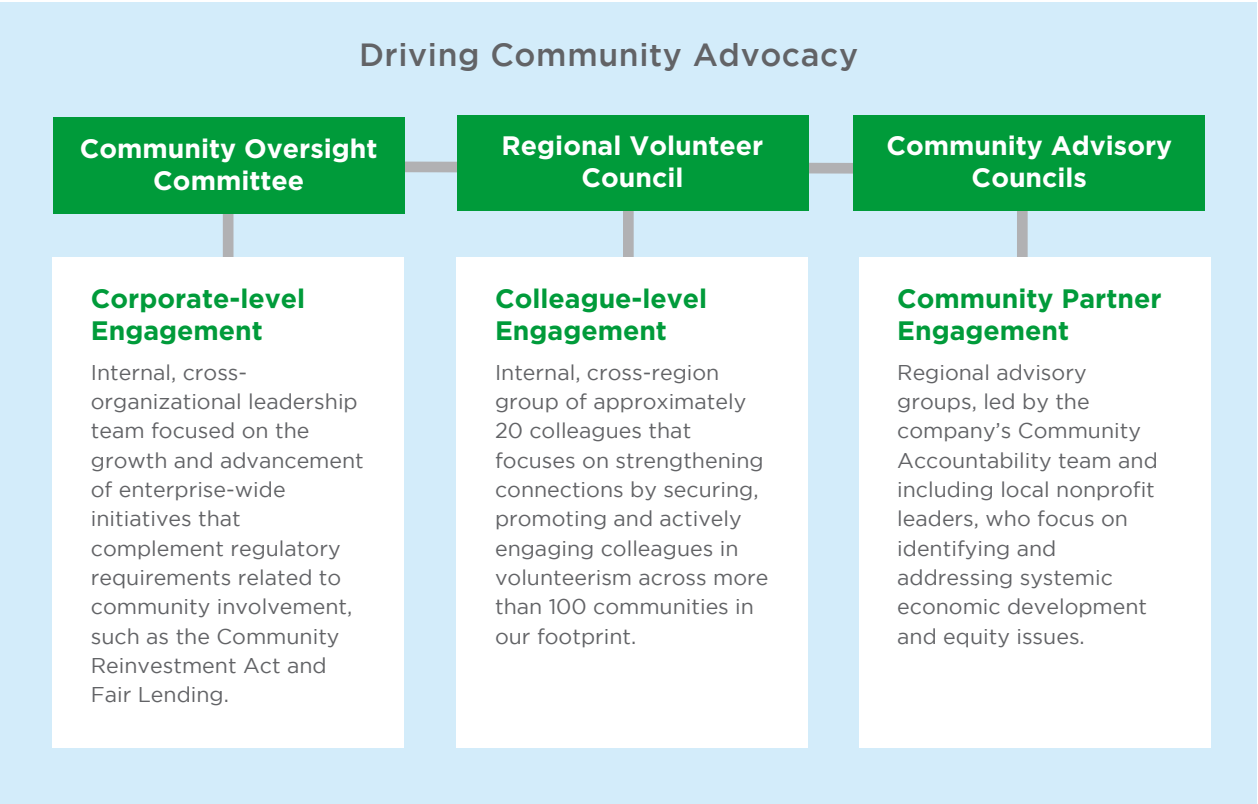 Driving Community Advocacy
Community Oversight
Committee
Corporate-level
Engagement
Internal, cross-
organizational leadership
team focused on the
growth and advancement
of enterprise-wide
initiatives that
complement regulatory
requirements related to
community involvement,
such as the Community
Reinvestment Act and
Fair Lending.
Regional Volunteer
Council
Colleague-level
Engagement
Internal, cross-region
group of approximately
20 colleagues that
focuses on strengthening
connections by securing,
promoting and actively
engaging colleagues in
volunteerism across more
than 100 communities in
our footprint.
Community Advisory
Councils
Community Partner
Engagement
Regional advisory
groups, led by the
company’s Community
Accountability team and
including local nonprofit
leaders, who focus on
identifying and
addressing systemic
economic development
and equity issues.